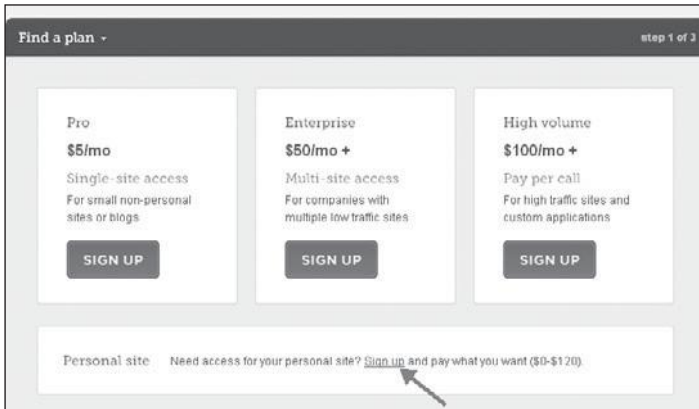 Find a plan
step 1 of 3
Pro
$5/mo
Single-site access
For small non-personal
sites or blogs
SIGN UP
Enterprise
$50/mo +
Multi-site access
For companies with
multiple low traffic sites
SIGN UP
High volume
$100/mo +
Pay per call
For high traffic sites and
custom applications
SIGN UP
Personal site Need access for your personal site? Sign up and pay what you want ($0-$120).